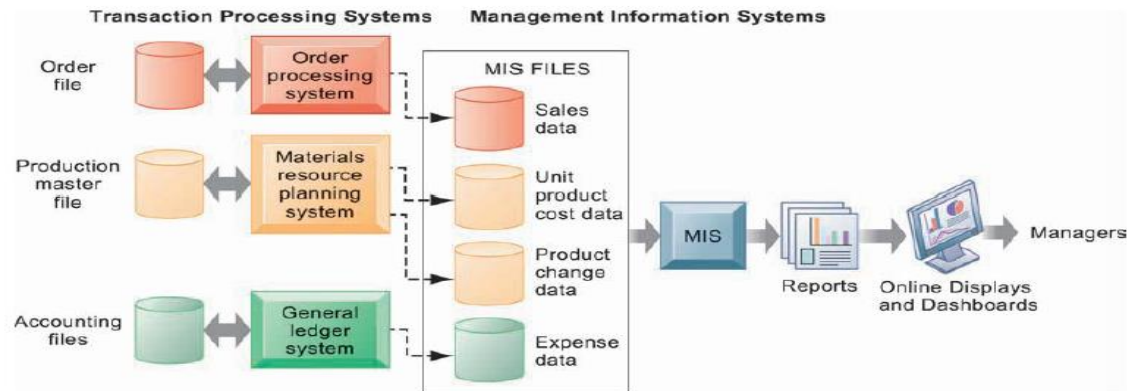 Transaction Processing Systems
Management Information Systems
Order
file
Order
processing
system
MIS FILES
Sales
data
Production
master
file
Materials
resource
planning
system
Unit
product
cost data
Product
change
data
MIS
Reports
Online Displays
and Dashboards
Managers
Accounting
files
General
ledger
system
Expense
data